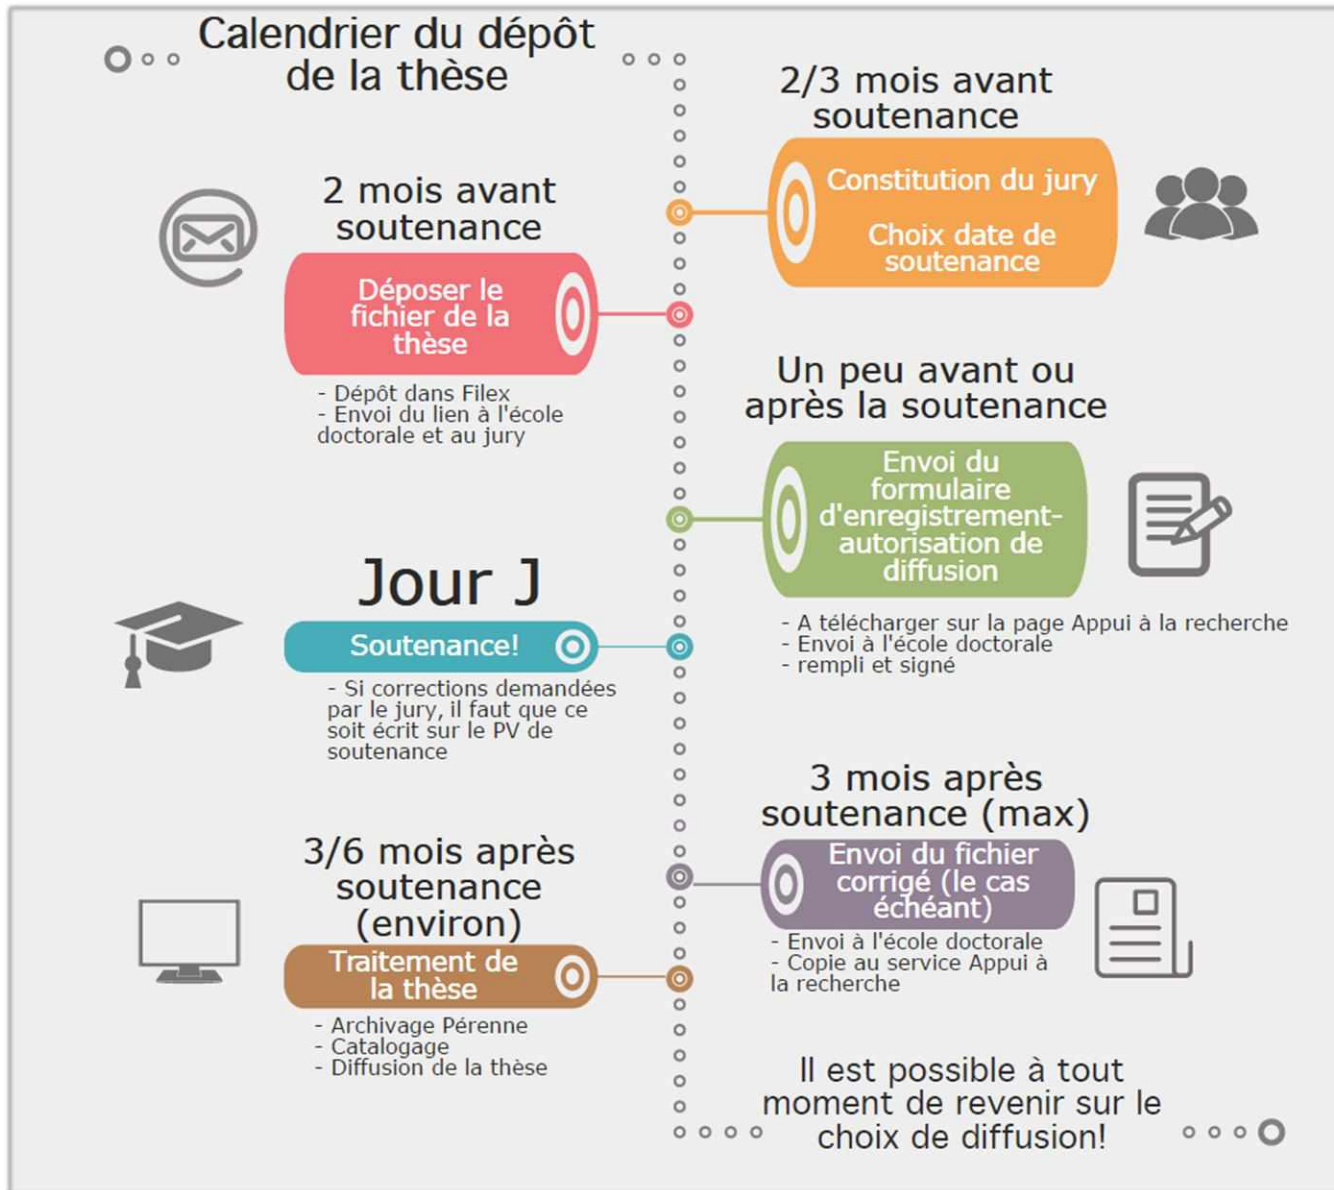 Calendrier du dépôt
de la thèse
2/3 mois avant
soutenance
Constitution du jury
Choix date de
soutenance
2 mois avant
soutenance
Déposer le
fichier de la
thèse
- Dépôt dans Filex
- Envoi du lien à l'école
doctorale et au jury
Un peu avant ou
après la soutenance
Envoi du
formulaire
d'enregistrement-
autorisation de
diffusion
- A télécharger sur la page Appui à la recherche
- Envoi à l'école doctorale
- rempli et signé
Jour J
Soutenance!
- Si corrections demandées
par le jury, il faut que ce
soit écrit sur le PV de
soutenance
3 mois après
soutenance (max)
Envoi du fichier
corrigé (le cas
échéant)
- Envoi à l'école doctorale
- Copie au service Appui à
la recherche
3/6 mois après
soutenance
(environ)
Traitement de
la thèse
- Archivage Pérenne
- Catalogage
- Diffusion de la thèse
Il est possible à tout
moment de revenir sur le
choix de diffusion!